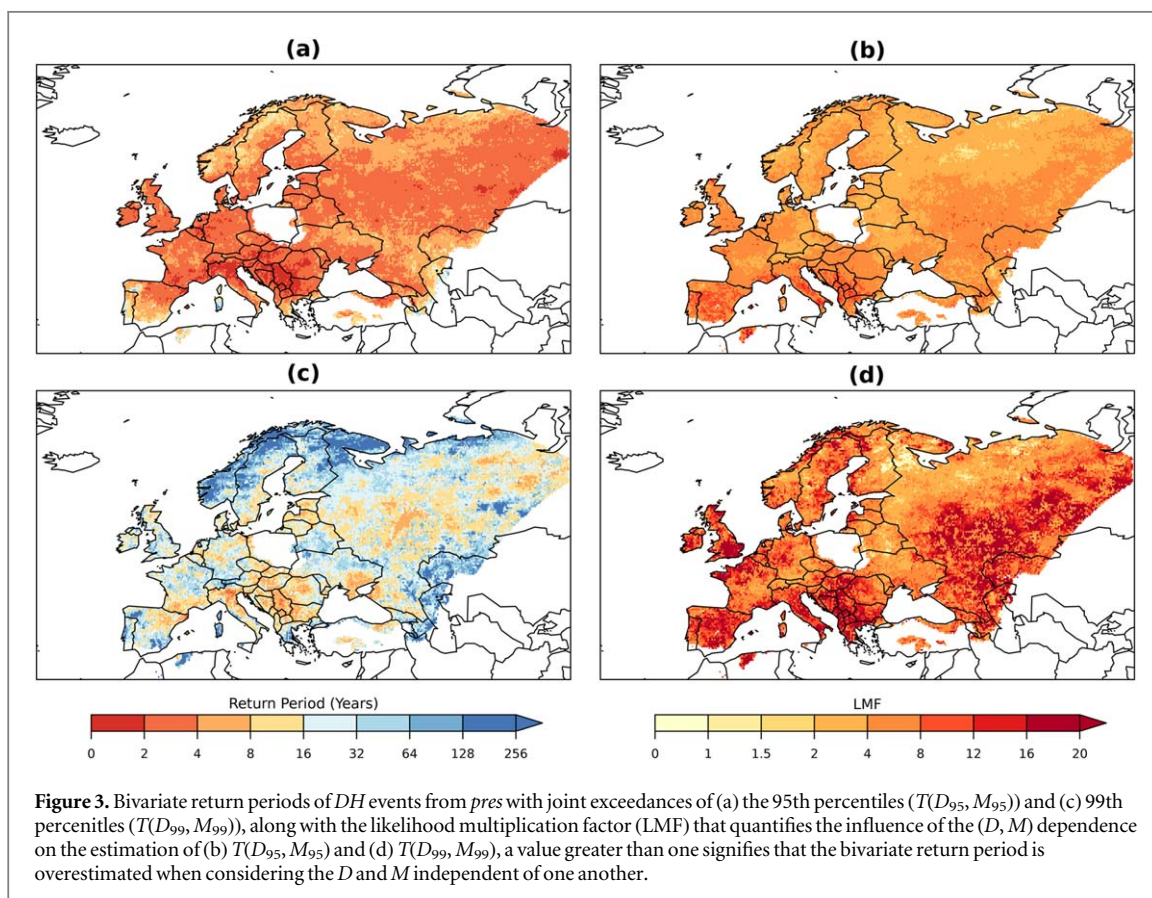 (a)
(b)
(c)
(d)
Return Period (Years)
0 2 4 8 16 32 64 128 256
LMF
0 1 1.5 2 4 8 12 16 20
Figure 3. Bivariate return periods of DH events from pres with joint exceedances of (a) the 95th percentiles (T(D₉₅, M₉₅)) and (c) 99th
percenitles (T(D₉₉, M₉₉)), along with the likelihood multiplication factor (LMF) that quantifies the influence of the (D, M) dependence
on the estimation of (b) T(D₉₅, M₉₅) and (d) T(D₉₉, M₉₉), a value greater than one signifies that the bivariate return period is
overestimated when considering the D and M independent of one another.